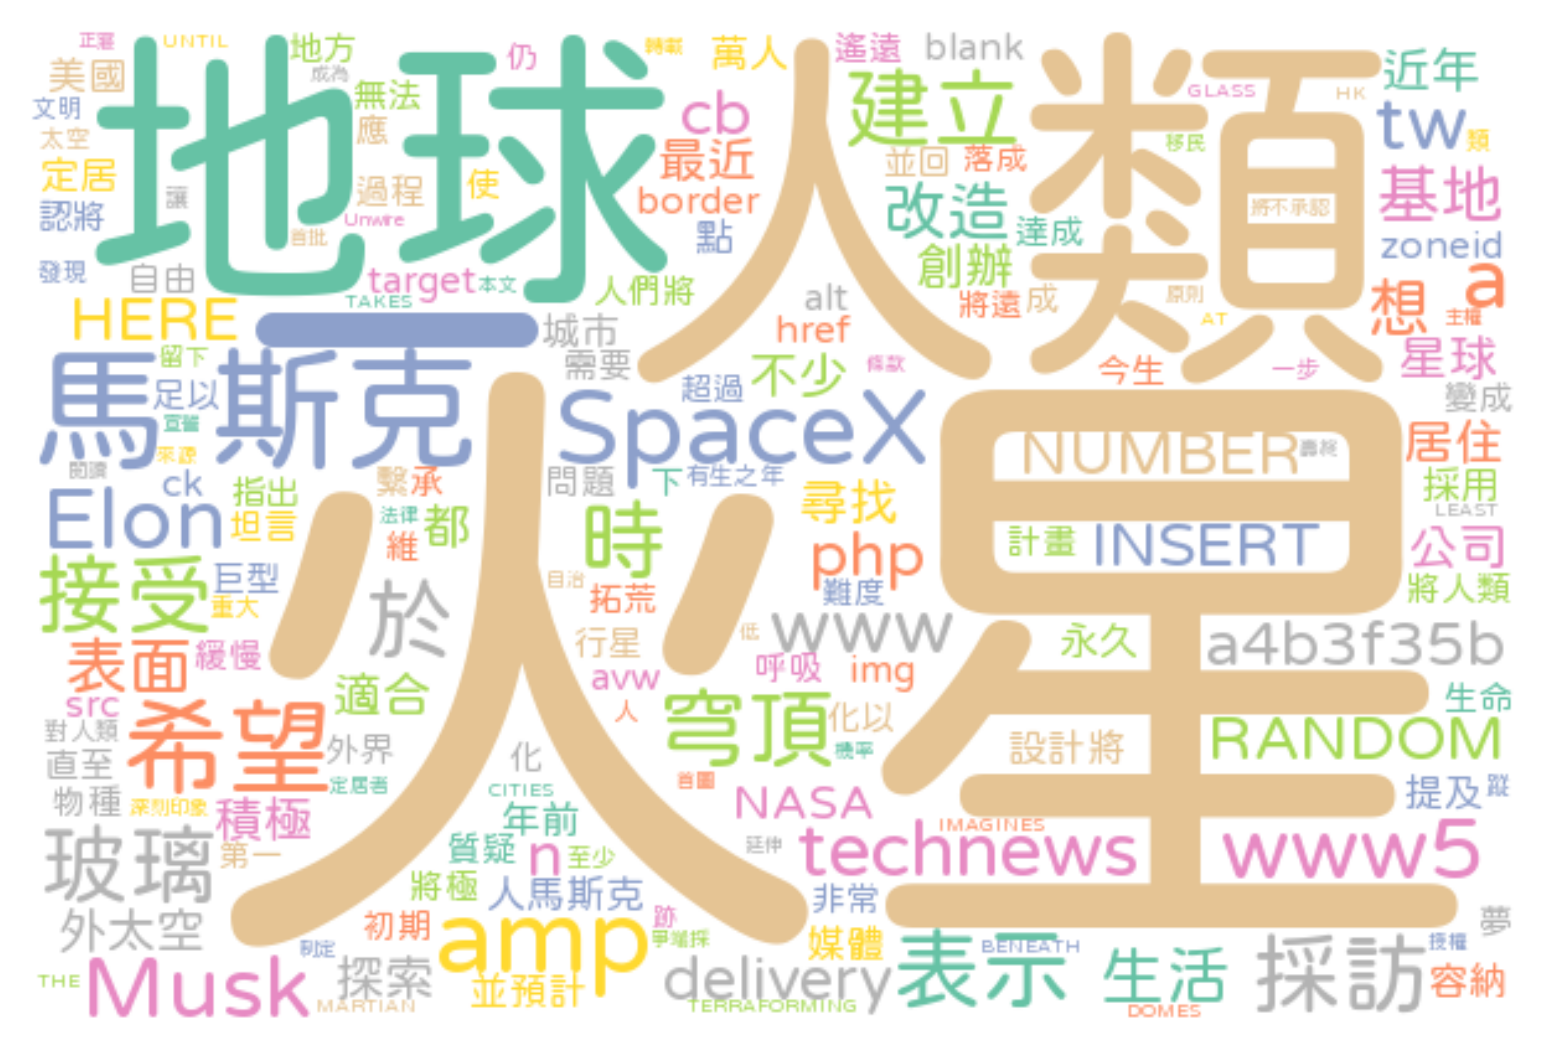 正確
UNTIL
地方
成為
仍
轉載
萬人
遙遠
blank
近年
美國
地球
人類
建立
GLASS
HK
文明
無法
cb
tw
類
太空
應
最近
並回
落成
移民
定居
讓
過程
使
border
改造
達成
將不承認
基地
認將
Unwire
首批
點
創辦
zoneid
發現
自由
target
本文
人們將
alt
將遠
成
原則
想
a
HERE
TAKES
一
城市
href
AT
主權
留下
需要
不少
條款
今生
一步
星球
馬斯克
足以
超過
變成
宣誓
SpaceX
火星
NUMBER
壽終
居住
來源
閱讀
ck
指出
繫
承
問題
下
有生之年
尋找
採用
LEAST
Elon
坦言
法律
都
維
時
php
計畫
INSERT
公司
接受
巨型
重大
自治
拓荒
難度
將人類
於
行星
低
www
永久
a4b3f35b
表面
緩慢
avw
呼吸
img
src
適合
人
生命
希望
對人類
穹頂
化以
RANDOM
直至
外界
化
機率
設計將
物種
深刻印象
定居者
CITIES
首圖
提及
蹤
積極
年前
NASA
IMAGINES
玻璃
第一
質疑
n
至少
延伸
technews
www5
將極
人馬斯克
非常
外太空
初期
amp
跡
爭端採
媒體
表示
BENEATH
夢
授權
制定
THE
Musk
探索
MARTIAN
並預計
delivery
TERRAFORMING
生活
DOMES
採訪
容納